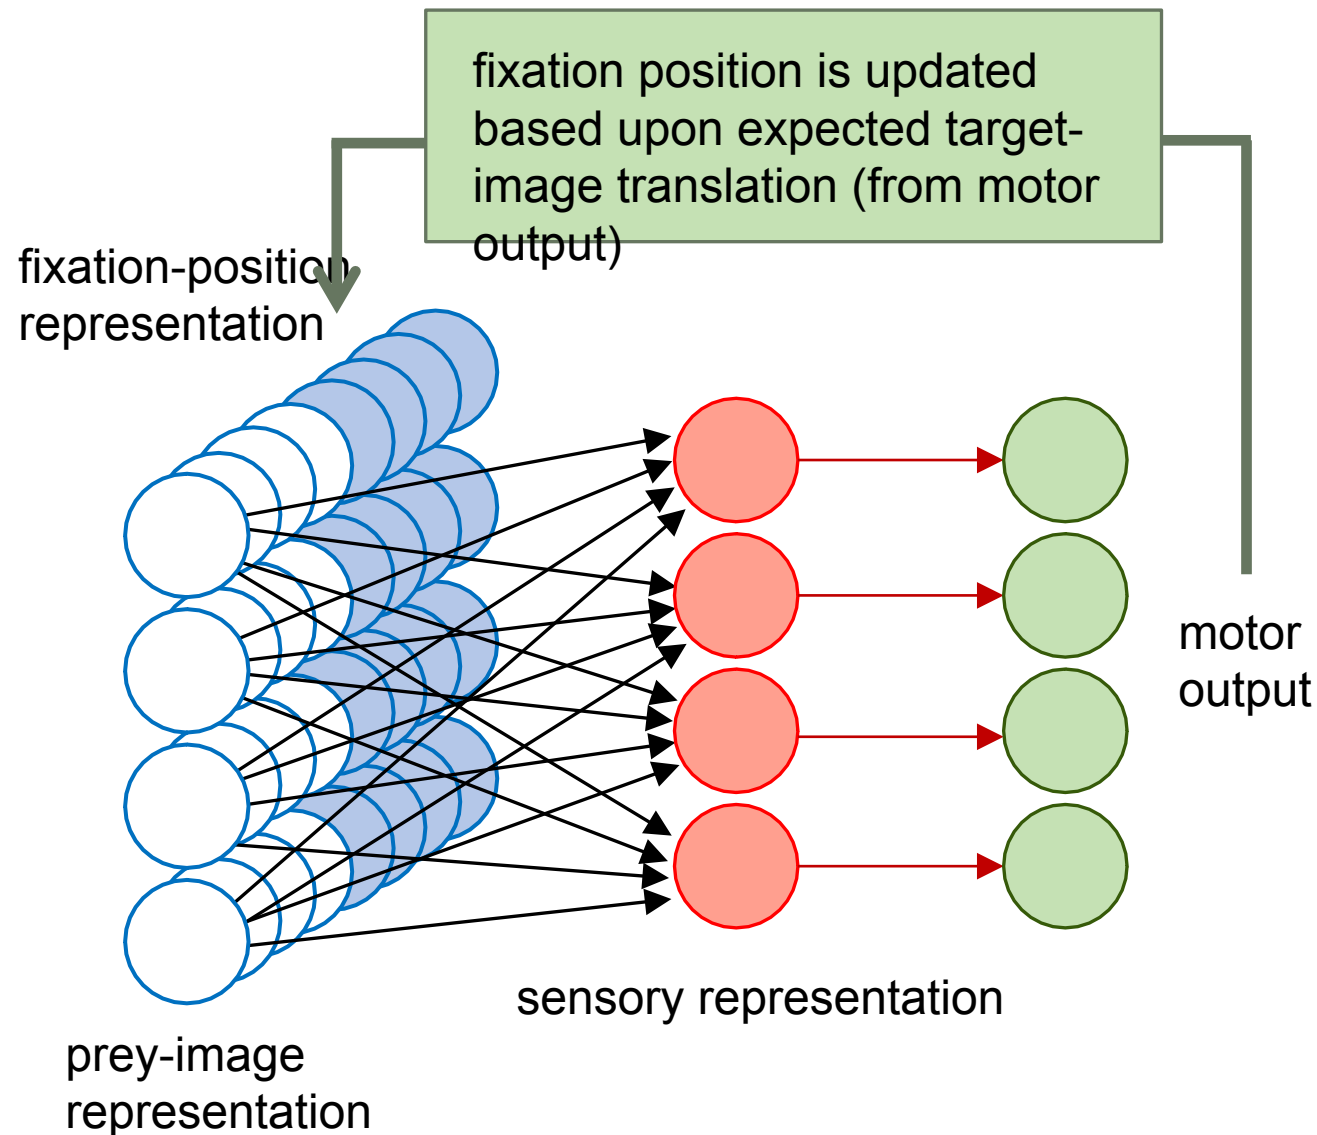 fixation position is updated
based upon expected target-
image translation (from motor
output)
fixation-position
representation
motor
output
sensory representation
prey-image
representation